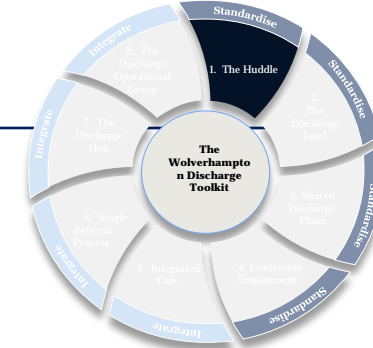 Standardise
1. The Huddle
Standardise
2.
The
Discharge
Lead
Standardise
3. Shared
Discharge
Plans
Standardise
4. Leadership
Engagement
Integrate
5. Integrated
Care
Integrate
6. Single
Referral
Process
Integrate
The
Discharge
Hub
Integrate
8. The
Discharge
Operational
Group
The
Wolverhampto
n Discharge
Toolkit